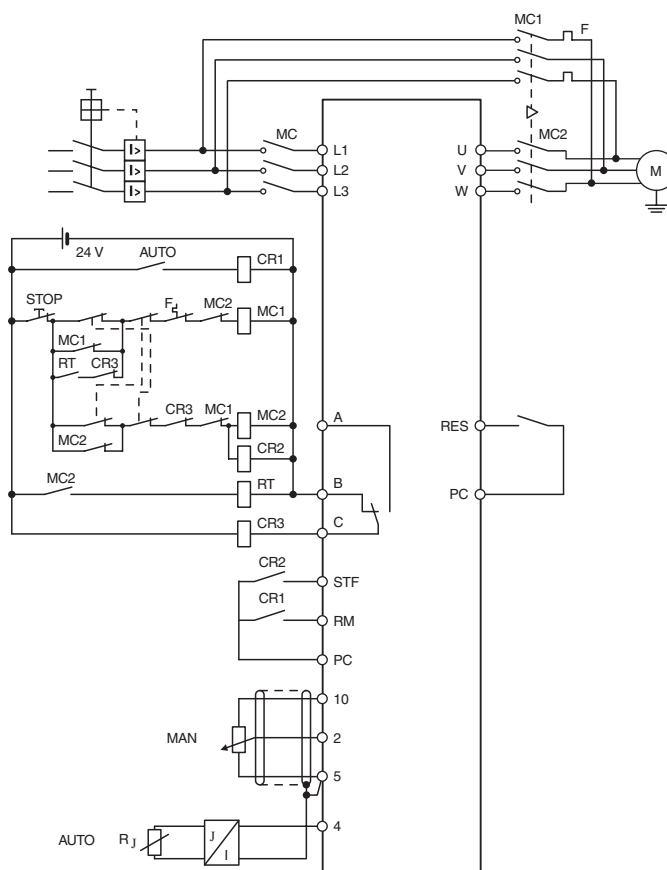 MC1
F
MC
L1
U
MC2
L2
V
M
L3
W
I>
I>
I>
24 V
AUTO
CR1
STOP
F
MC2
MC1
MC1
RT
CR3
CR3
MC1
MC2
A
RES
MC2
CR2
MC2
RT
B
PC
CR3
C
CR2
STF
CR1
RM
PC
10
MAN
2
5
AUTO
R J
J
I
4